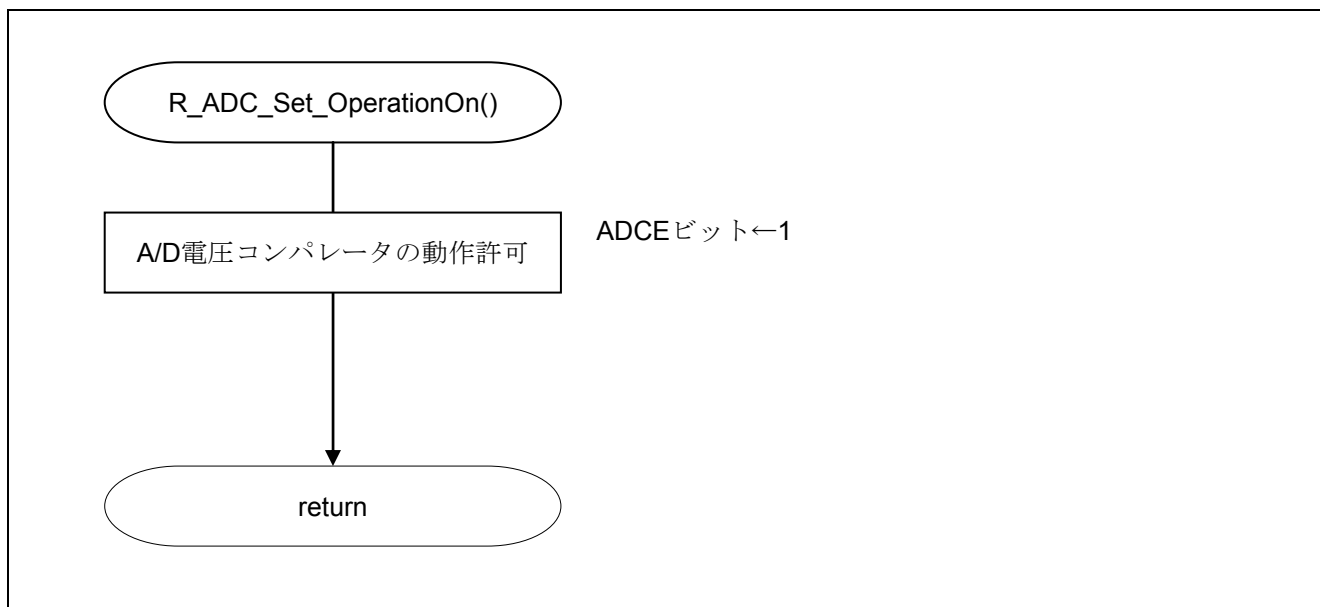 R_ADC_Set_OperationOn()
A/D電圧コンパレータの動作許可
ADCEビット←1
return